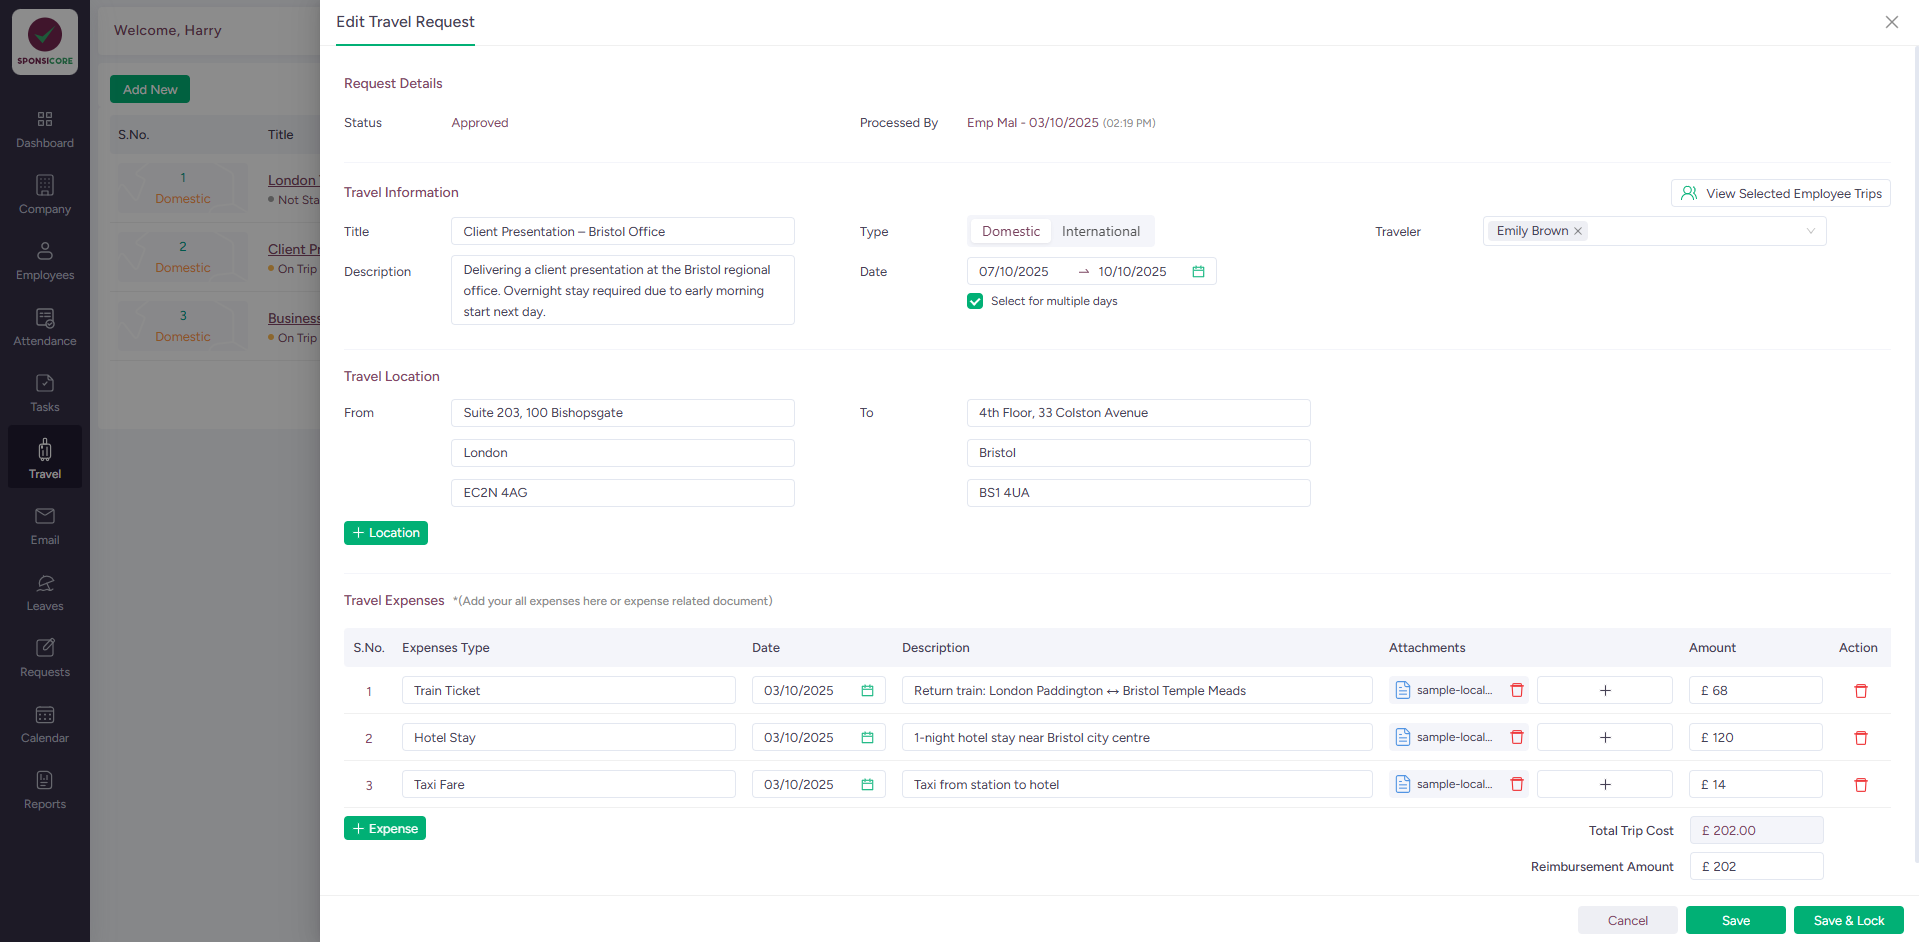 SPONSICORE
Dashboard
Company
Employees
Attendance
Tasks
Travel
Email
Leaves
Requests
Calendar
Reports
Welcome, Harry
Add New
S.No. Title
1
Domestic
London
Not Sta
2
Domestic
Client P
On Trip
3
Domestic
Business
On Trip
Edit Travel Request
Request Details
Status Approved Processed By Emp Mal - 03/10/2025 (02:19 PM)
Travel Information View Selected Employee Trips
Title Client Presentation – Bristol Office Type Domestic International Traveler Emily Brown
Description Delivering a client presentation at the Bristol regional office. Overnight stay required due to early morning start next day.
Date 07/10/2025 → 10/10/2025
Select for multiple days
Travel Location
From Suite 203, 100 Bishopsgate To 4th Floor, 33 Colston Avenue
London Bristol
EC2N 4AG BS1 4UA
+ Location
Travel Expenses *(Add your all expenses here or expense related document)
S.No. Expenses Type Date Description Attachments Amount Action
1 Train Ticket 03/10/2025 Return train: London Paddington ↔ Bristol Temple Meads sample-local... + £ 68
2 Hotel Stay 03/10/2025 1-night hotel stay near Bristol city centre sample-local... + £ 120
3 Taxi Fare 03/10/2025 Taxi from station to hotel sample-local... + £ 14
+ Expense
Total Trip Cost £ 202.00
Reimbursement Amount £ 202
Cancel Save Save & Lock